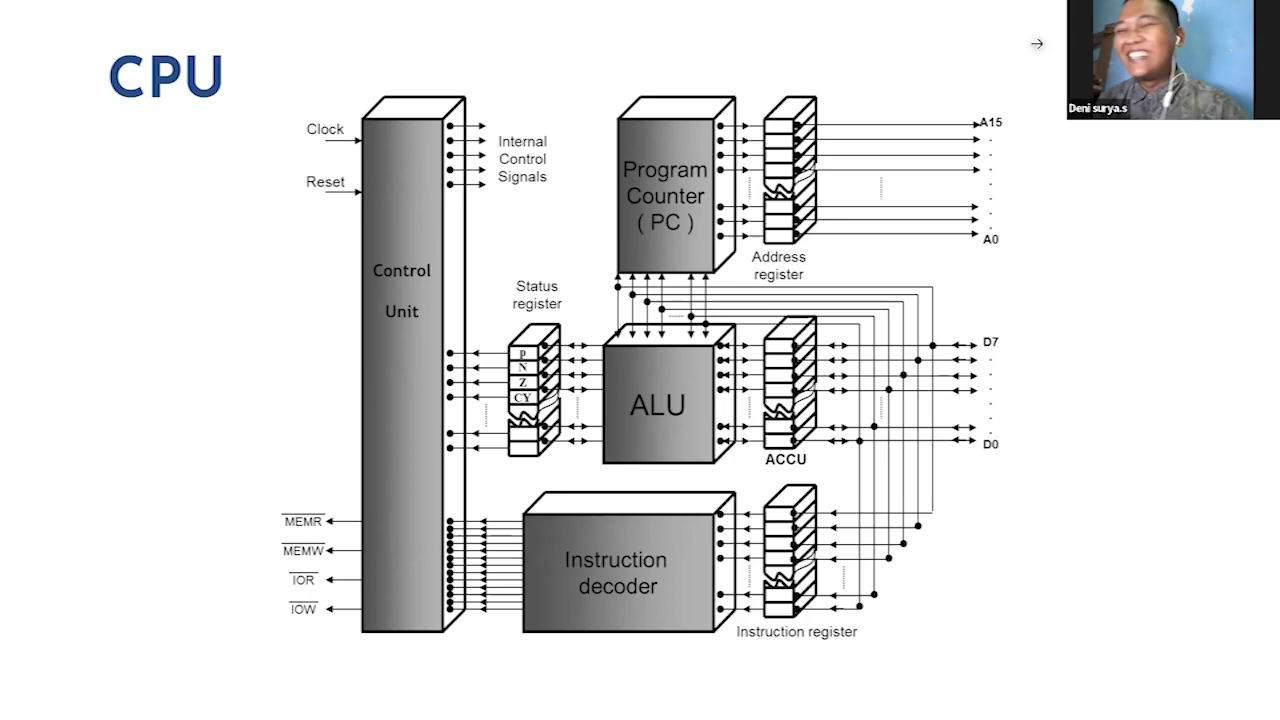 CPU
→
Deni surya.s
Clock
Reset
Internal
Control
Signals
Control
Unit
Program
Counter
( PC )
A15
A0
Address
register
Status
register
P
N
Z
CY
ALU
D7
D0
ACCU
MEMR
MEMW
IOR
IOW
Instruction
decoder
Instruction register